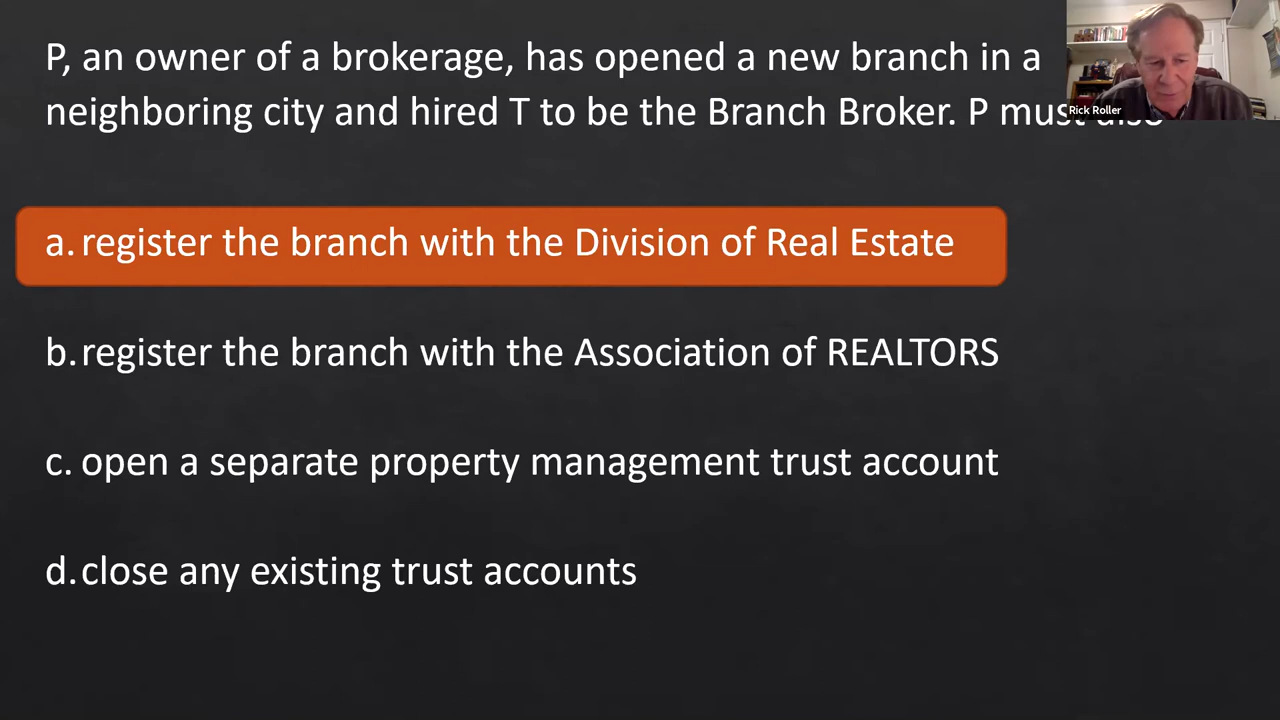 P, an owner of a brokerage, has opened a new branch in a
neighboring city and hired T to be the Branch Broker. P must also
Rick Roller
a. register the branch with the Division of Real Estate
b. register the branch with the Association of REALTORS
c. open a separate property management trust account
d. close any existing trust accounts